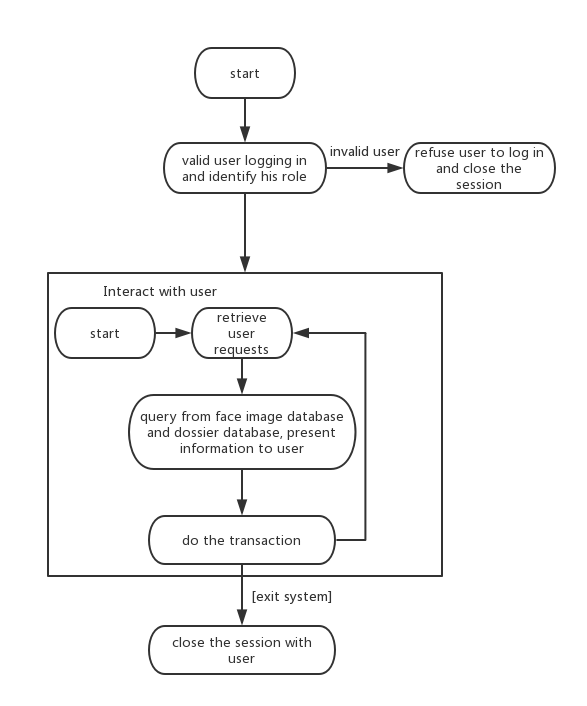 start
valid user logging in
and identify his role
invalid user
refuse user to log in
and close the
session
Interact with user
start
retrieve
user
requests
query from face image database
and dossier database, present
information to user
do the transaction
[exit system]
close the session with
user